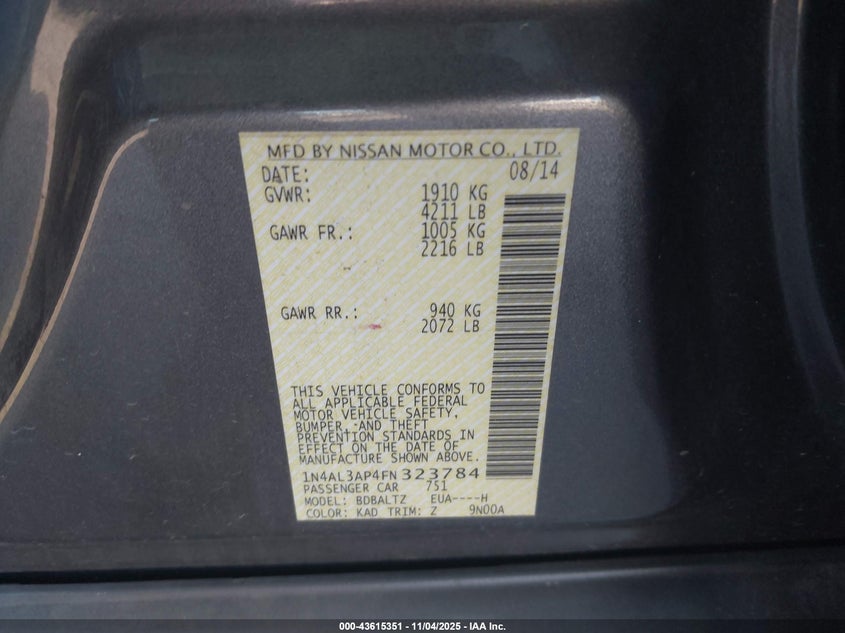 MFD BY NISSAN MOTOR CO., LTD.
DATE: 08/14
GVWR: 1910 KG
4211 LB
GAWR FR.: 1005 KG
2216 LB
GAWR RR.: 940 KG
2072 LB
THIS VEHICLE CONFORMS TO
ALL APPLICABLE FEDERAL
MOTOR VEHICLE SAFETY,
BUMPER, AND THEFT
PREVENTION STANDARDS IN
EFFECT ON THE DATE OF
MANUFACTURE SHOWN ABOVE.
1N4AL3AP4FN323784
PASSENGER CAR 751
MODEL: BDBALTZ EUA----H
COLOR: KAD TRIM: Z 9N00A
000-43615351 - 11/04/2025 - IAA Inc.